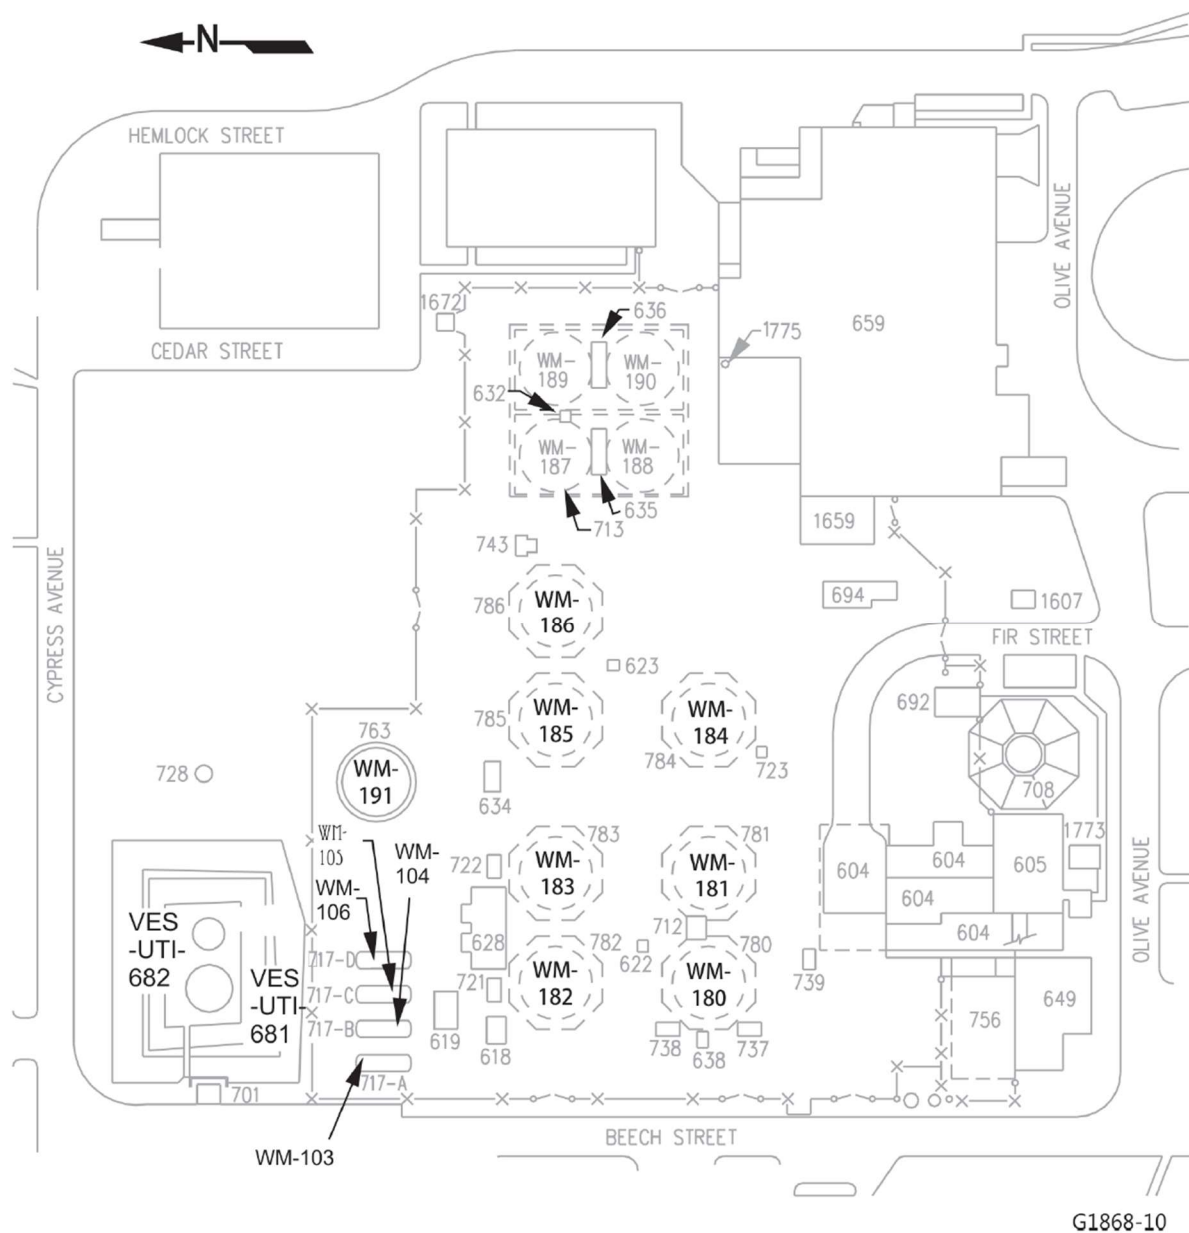 N
HEMLOCK STREET
OLIVE AVENUE
1672
636
1775
659
CEDAR STREET
WM-
189
WM-
190
632
WM-
187
WM-
188
635
713
1659
743
CYPRESS AVENUE
786
WM-
186
694
1607
FIR STREET
623
692
785
WM-
185
WM-
184
784
723
763
WM-
191
728
634
708
783
781
1773
WM-
105
WM-
104
722
WM-
183
WM-
181
604
604
605
604
604
WM-
106
VES
-UTI-
682
628
712
782
780
622
OLIVE AVENUE
717-D
739
VES
-UTI-
681
717-C
721
WM-
182
WM-
180
649
756
717-B
619
618
738
638
737
717-A
701
BEECH STREET
WM-103
G1868-10